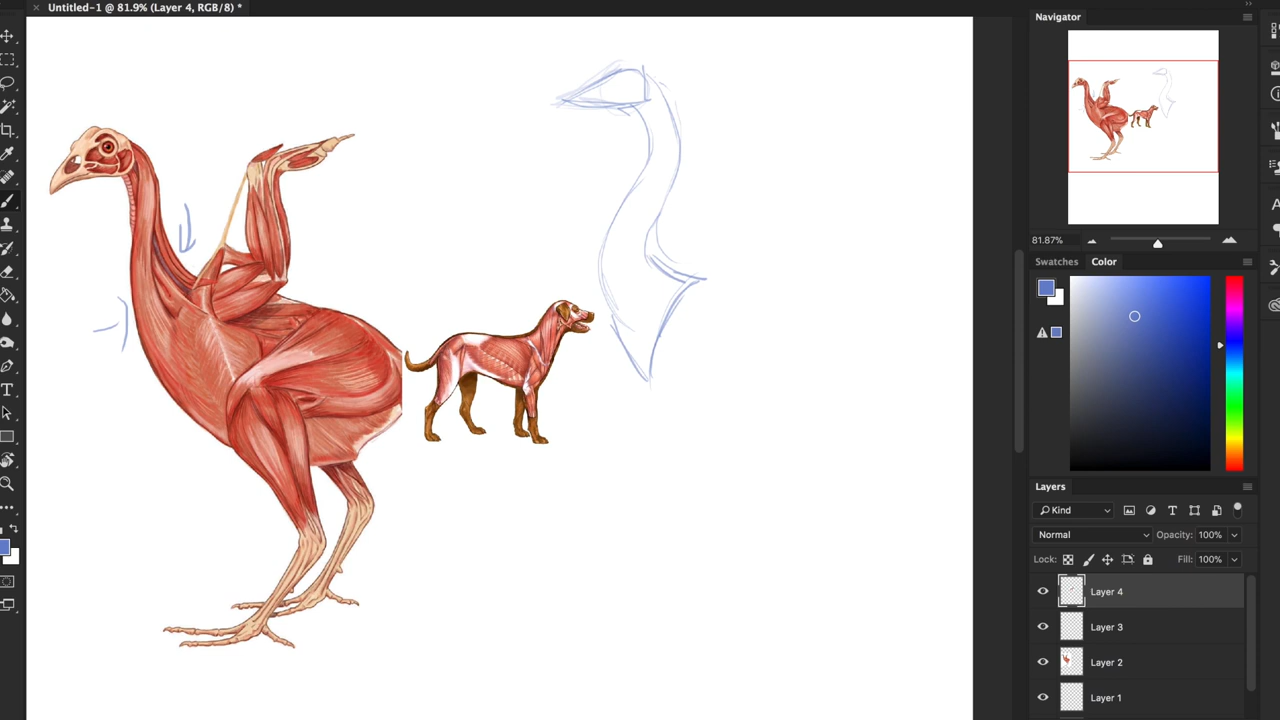 Untitled-1 @ 81.9% (Layer 4, RGB/8) *
Navigator
81.87%
Swatches Color
Layers
Kind
Normal Opacity: 100%
Lock: Fill: 100%
Layer 4
Layer 3
Layer 2
Layer 1